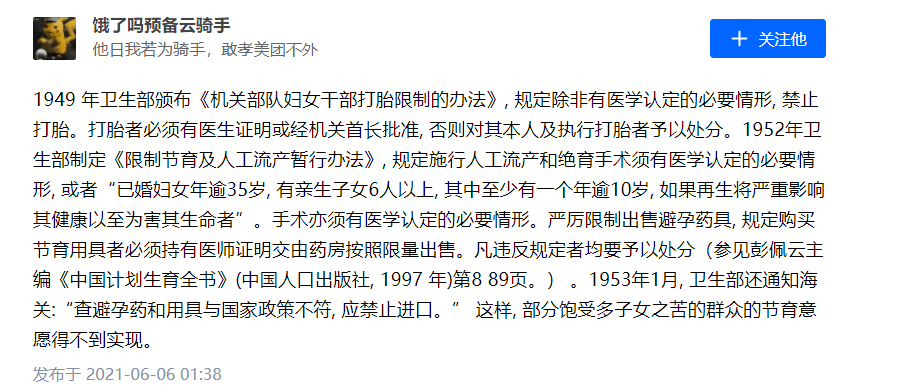 饿了吗预备云骑手
他日我若为骑手，敢孝美团不外
关注他
1949 年卫生部颁布《机关部队妇女干部打胎限制的办法》, 规定除非有医学认定的必要情形, 禁止
打胎。打胎者必须有医生证明或经机关首长批准, 否则对其本人及执行打胎者予以处分。1952年卫
生部制定《限制节育及人工流产暂行办法》, 规定施行人工流产和绝育手术须有医学认定的必要情
形, 或者“已婚妇女年逾35岁, 有亲生子女6人以上, 其中至少有一个年逾10岁, 如果再生将严重影响
其健康以至为害其生命者”。手术亦须有医学认定的必要情形。严厉限制出售避孕药具, 规定购买
节育用具者必须持有医师证明交由药房按照限量出售。凡违反规定者均要予以处分（参见彭佩云主
编《中国计划生育全书》(中国人口出版社, 1997 年)第8 89页。） 。1953年1月, 卫生部还通知海
关:“查避孕药和用具与国家政策不符, 应禁止进口。” 这样, 部分饱受多子女之苦的群众的节育意
愿得不到实现。
发布于 2021-06-06 01:38